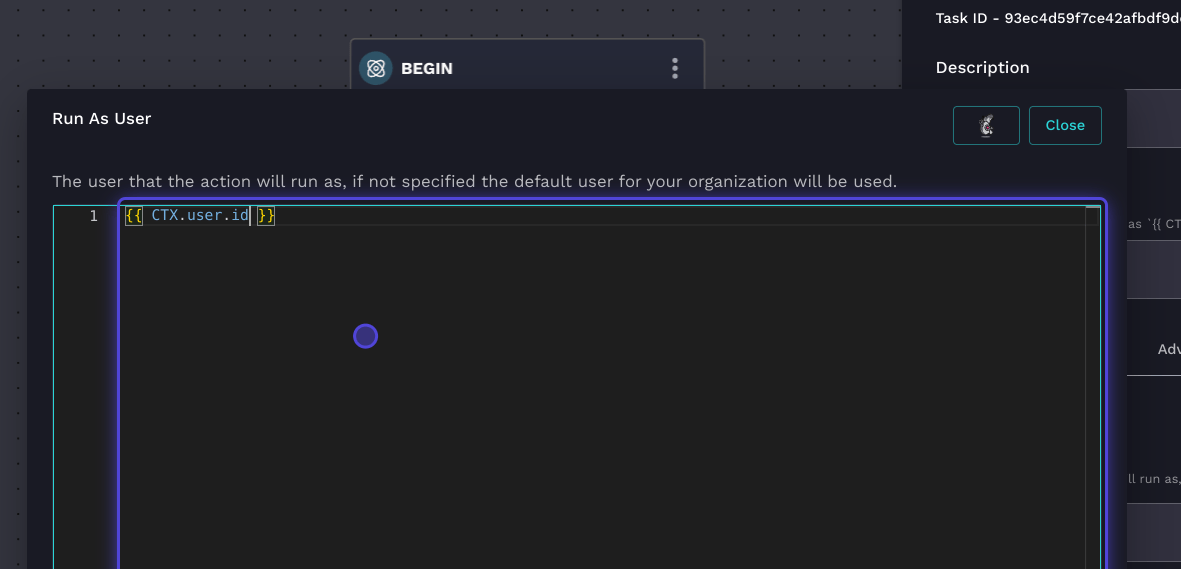 Task ID - 93ec4d59f7ce42afbdf9d
BEGIN
Description
Run As User
Close
The user that the action will run as, if not specified the default user for your organization will be used.
1
{{ CTX.user.id }}
as `{{ CT
Adv
ll run as,